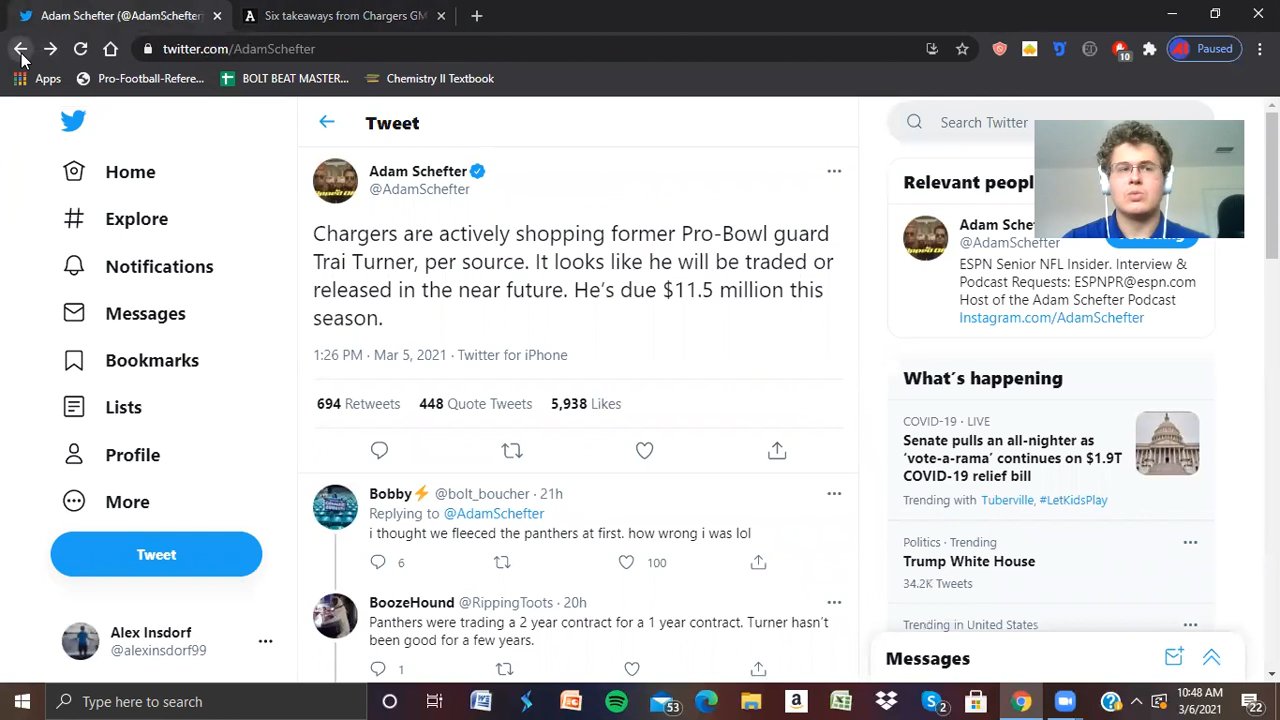 Adam Schefter (@AdamSchefter
Six takeaways from Chargers GM
twitter.com/AdamSchefter
10
Paused
Apps
Pro-Football-Refere...
BOLT BEAT MASTER...
Chemistry II Textbook
Home
Explore
Notifications
Messages
Bookmarks
Lists
Profile
More
Tweet
Alex Insdorf
@alexinsdorf99
Tweet
Adam Schefter
@AdamSchefter
Chargers are actively shopping former Pro-Bowl guard
Trai Turner, per source. It looks like he will be traded or
released in the near future. He's due $11.5 million this
season.
1:26 PM · Mar 5, 2021 · Twitter for iPhone
694 Retweets 448 Quote Tweets 5,938 Likes
Bobby⚡ @bolt_boucher · 21h
Replying to @AdamSchefter
i thought we fleeced the panthers at first. how wrong i was lol
6 100
BoozeHound @RippingToots · 20h
Panthers were trading a 2 year contract for a 1 year contract. Turner hasn't
been good for a few years.
1
Search Twitter
Relevant peopl
Adam Sche
@AdamSchefter
ESPN Senior NFL Insider. Interview &
Podcast Requests: ESPNPR@espn.com
Host of the Adam Schefter Podcast
Instagram.com/AdamSchefter
What's happening
COVID-19 · LIVE
Senate pulls an all-nighter as
'vote-a-rama' continues on $1.9T
COVID-19 relief bill
Trending with Tuberville, #LetKidsPlay
Politics · Trending
Trump White House
34.2K Tweets
Trending in United States
Messages
Type here to search
53
2
10:48 AM
3/6/2021
22